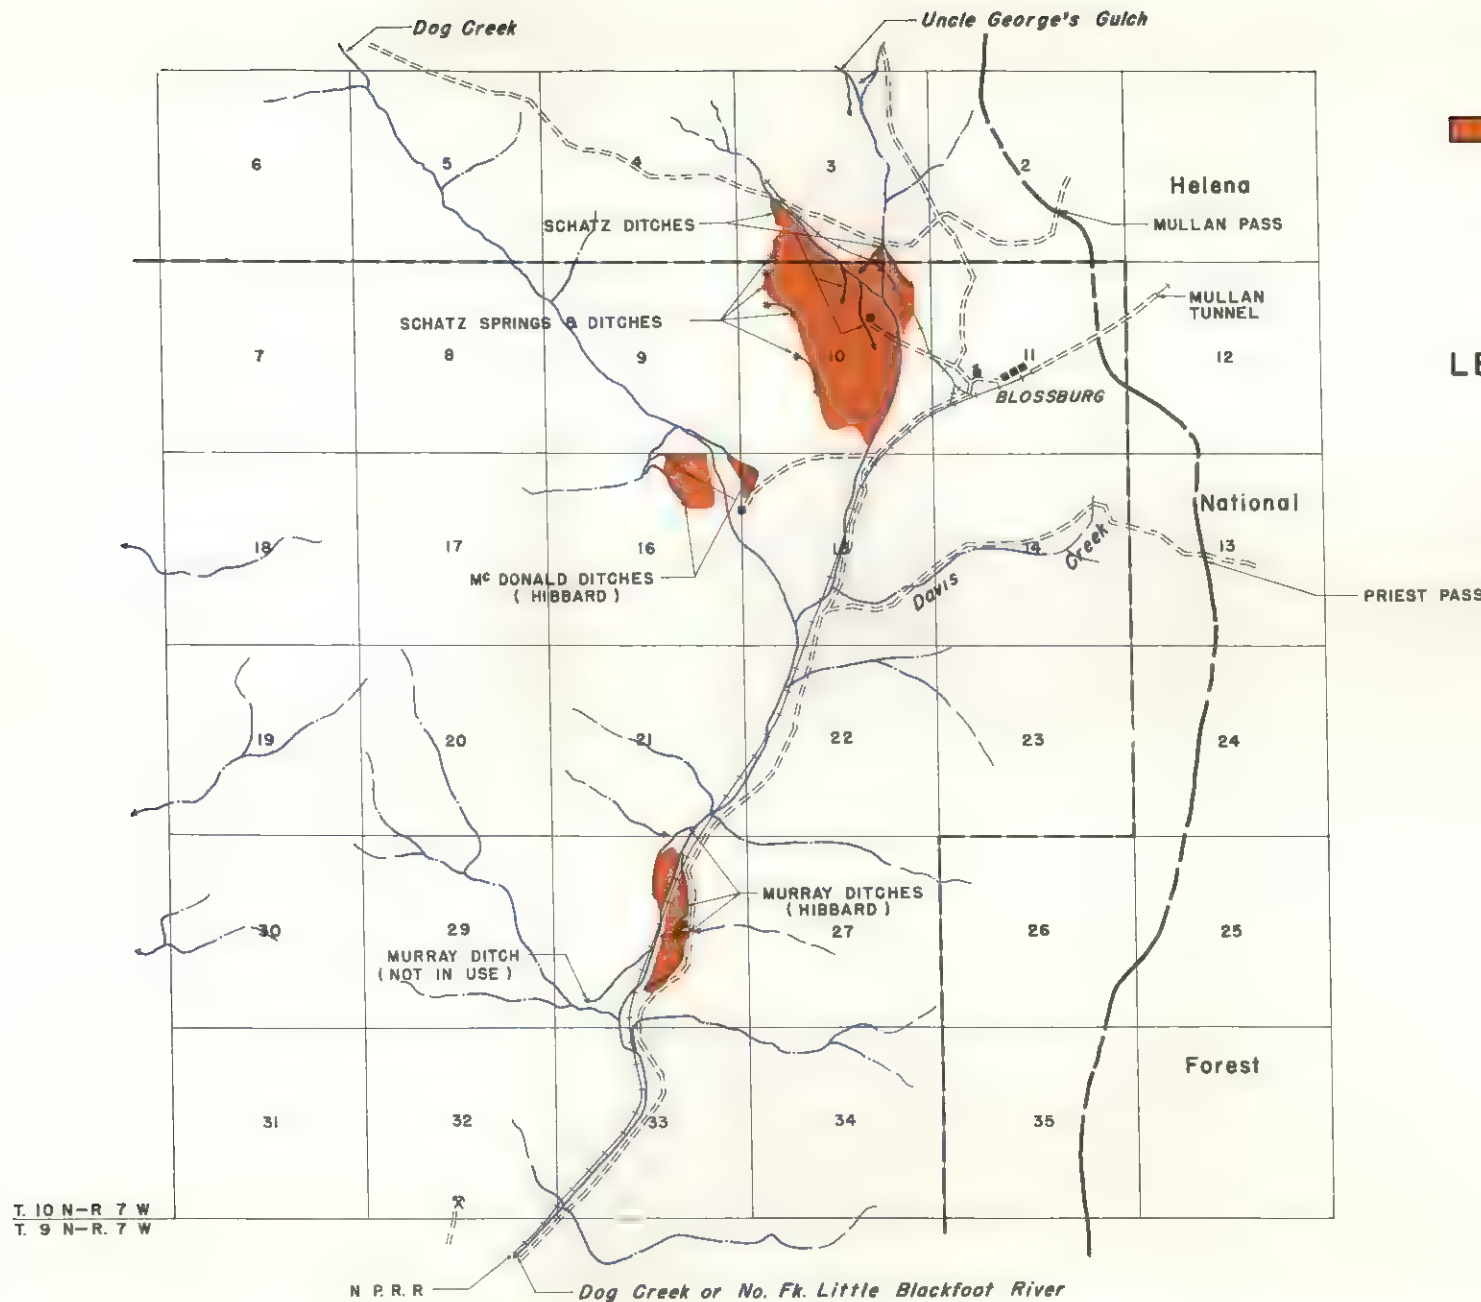 Dog Creek
Uncle George's Gulch
6
5
4
3
2
Helena
SCHATZ DITCHES
MULLAN PASS
MULLAN
TUNNEL
SCHATZ SPRINGS & DITCHES
7
8
9
10
11
12
BLOSSBURG
LE
National
18
17
16
15
14
13
Creek
Davis
Mc DONALD DITCHES
( HIBBARD )
PRIEST PASS
19
20
21
22
23
24
MURRAY DITCHES
( HIBBARD )
30
29
27
26
25
MURRAY DITCH
( NOT IN USE )
Forest
31
32
33
34
35
T. 10 N-R 7 W
T. 9 N-R. 7 W
N P. R. R
Dog Creek or No. Fk. Little Blackfoot River